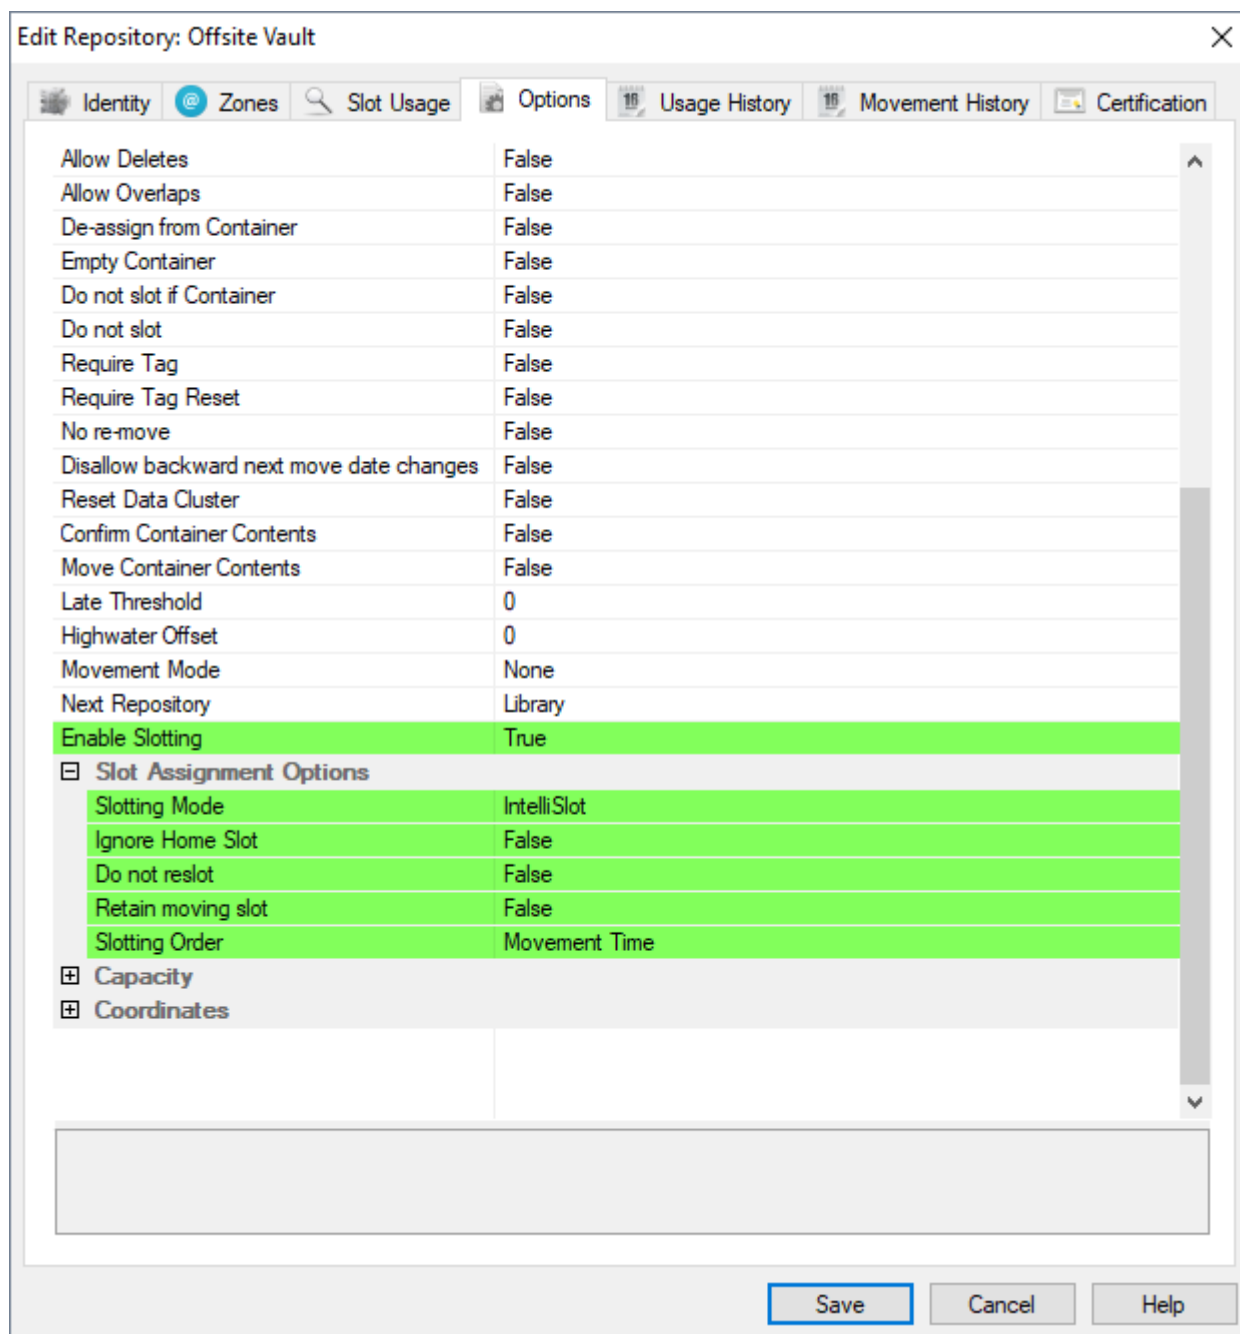 Edit Repository: Offsite Vault
Identity Zones Slot Usage Options Usage History Movement History Certification
Allow Deletes False
Allow Overlaps False
De-assign from Container False
Empty Container False
Do not slot if Container False
Do not slot False
Require Tag False
Require Tag Reset False
No re-move False
Disallow backward next move date changes False
Reset Data Cluster False
Confirm Container Contents False
Move Container Contents False
Late Threshold 0
Highwater Offset 0
Movement Mode None
Next Repository Library
Enable Slotting True
Slot Assignment Options
Slotting Mode IntelliSlot
Ignore Home Slot False
Do not reslot False
Retain moving slot False
Slotting Order Movement Time
Capacity
Coordinates
Save Cancel Help